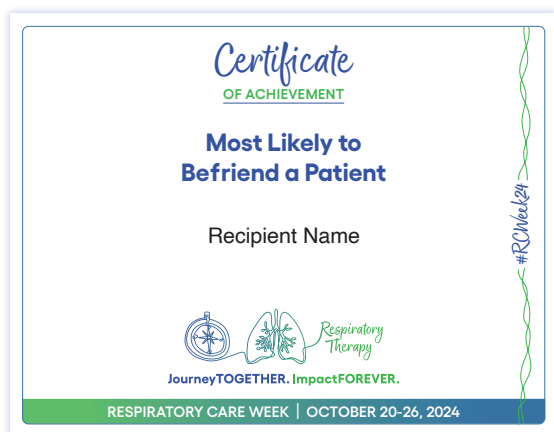 Certificate
OF ACHIEVEMENT
Most Likely to
Befriend a Patient
Recipient Name
#RCWeek24
Respiratory
Therapy
JourneyTOGETHER. ImpactFOREVER.
RESPIRATORY CARE WEEK | OCTOBER 20-26, 2024